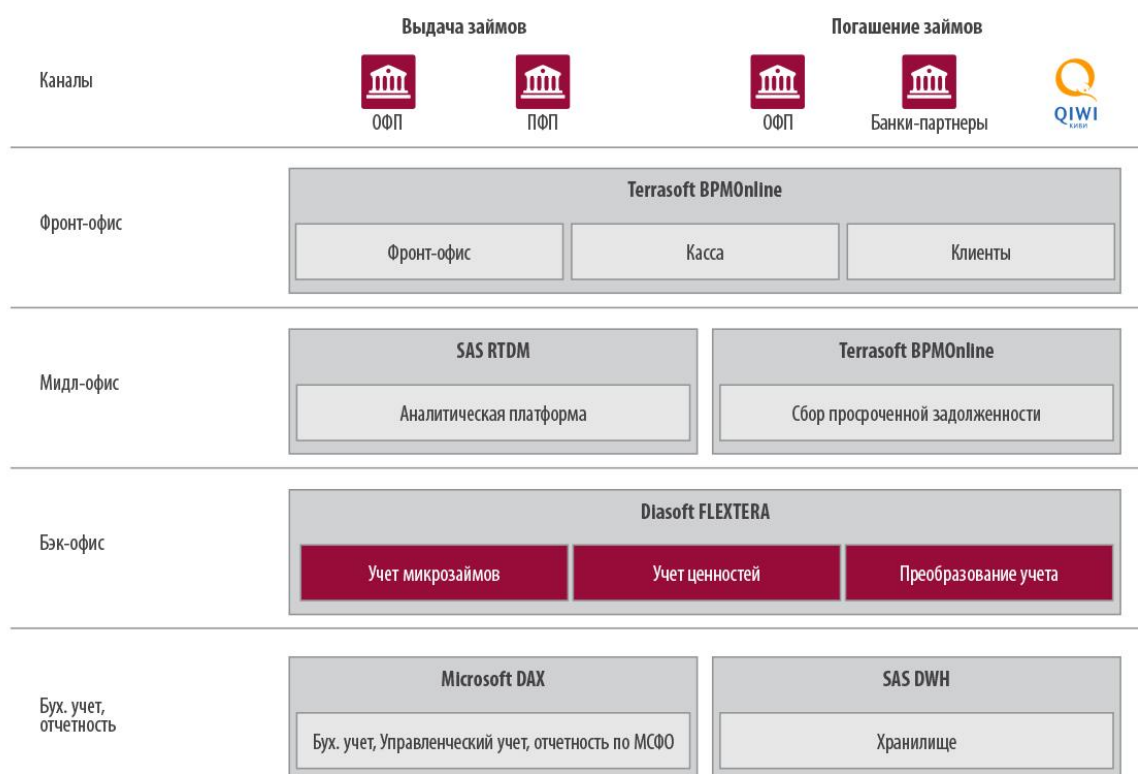 Выдача займов
Погашение займов
Каналы
ОФП
ПФП
ОФП
Банки-партнеры
QIWI
КИВИ
Фронт-офис
Terrasoft BPMOnline
Фронт-офис
Касса
Клиенты
Мидл-офис
SAS RTDM
Аналитическая платформа
Terrasoft BPMOnline
Сбор просроченной задолженности
Бэк-офис
Diasoft FLEXTERA
Учет микрозаймов
Учет ценностей
Преобразование учета
Бух. учет,
отчетность
Microsoft DAX
Бух. учет, Управленческий учет, отчетность по МСФО
SAS DWH
Хранилище